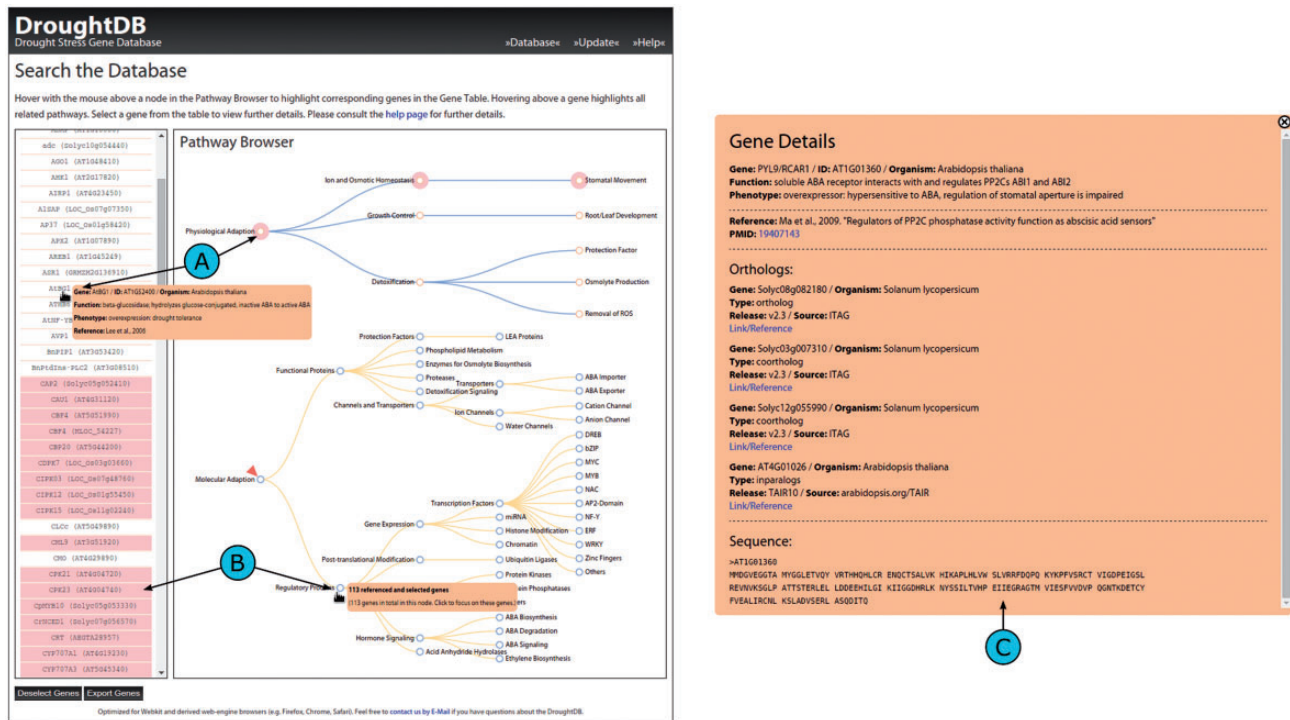 DroughtDB
Drought Stress Gene Database
»Database« »Update« »Help«
Search the Database
Hover with the mouse above a node in the Pathway Browser to highlight corresponding genes in the Gene Table. Hovering above a gene highlights all
related pathways. Select a gene from the table to view further details. Please consult the help page for further details.
adc (Solyc10g054440)
AGO1 (AT1G48410)
AHK1 (AT2G17820)
AIRP1 (AT4G23450)
AlSAP (LOC_Os07g07350)
AP37 (LOC_Os01g58420)
APX2 (AT1G07890)
AREB1 (AT1G45249)
ASR1 (GRMZM2G136910)
AtBG1
AVP1
BnPIP1 (AT3G53420)
BnPtdIns-PLC2 (AT3G08510)
CAP2 (Solyc05g052410)
CAU1 (AT4G31120)
CBF4 (AT5G51990)
CBF4 (MLOC_54227)
CBP20 (AT5G44200)
CDPK7 (LOC_Os03g03660)
CIPK03 (LOC_Os07g48760)
CIPK12 (LOC_Os01g55450)
CIPK15 (LOC_Os11g02240)
CLCc (AT5G49890)
CML9 (AT3G51920)
CMO (AT4G29890)
CPK21 (AT4G04720)
CPK23 (AT4G04740)
CpMYB10 (Solyc05g053330)
CrNCED1 (Solyc07g056570)
CRT (ABUTA28957)
CYP707A1 (AT4G19230)
CYP707A3 (AT5G45340)
Deselect Genes Export Genes
Gene: AtBG1 / ID: AT1G52400 / Organism: Arabidopsis thaliana
Function: beta-glucosidase, hydrolyzes glucose-conjugated, inactive ABA to active ABA
Phenotype: overexpression: drought tolerance
Reference: Lee et al., 2006
A
B
Pathway Browser
Physiological Adaption
Ion and Osmotic Homeostasis
Stomatal Movement
Growth Control
Root/Leaf Development
Detoxification
Protection Factor
Osmolyte Production
Removal of ROS
Molecular Adaption
Functional Proteins
Protection Factors
LEA Proteins
Phospholipid Metabolism
Enzymes for Osmolyte Biosynthesis
Proteases
Detoxification Signaling
Channels and Transporters
Transporters
ABA Importer
ABA Exporter
Ion Channels
Cation Channel
Anion Channel
Water Channels
Regulatory
Gene Expression
Transcription Factors
DREB
bZIP
MYC
MYB
NAC
AP2-Domain
NF-Y
ERF
WRKY
Zinc Fingers
Others
miRNA
Histone Modification
Chromatin
Post-translational Modification
Ubiquitin Ligases
Protein Kinases
Phosphatases
113 referenced and selected genes
(113 genes in total in this node. Click to focus on these genes.)
Hormone Signaling
ABA Biosynthesis
ABA Degradation
ABA Signaling
Ethylene Biosynthesis
Acid Anhydride Hydrolases
Optimized for Webkit and derived web-engine browsers (e.g. Firefox, Chrome, Safari). Feel free to contact us by E-Mail if you have questions about the DroughtDB.
Gene Details
Gene: PYL9/RCAR1 / ID: AT1G01360 / Organism: Arabidopsis thaliana
Function: soluble ABA receptor interacts with and regulates PP2Cs ABI1 and ABI2
Phenotype: overexpressor: hypersensitive to ABA, regulation of stomatal aperture is impaired
Reference: Ma et al., 2009. "Regulators of PP2C phosphatase activity function as abscisic acid sensors"
PMID: 19407143
Orthologs:
Gene: Solyc08g082180 / Organism: Solanum lycopersicum
Type: ortholog
Release: v2.3 / Source: ITAG
Link/Reference
Gene: Solyc03g007310 / Organism: Solanum lycopersicum
Type: coortholog
Release: v2.3 / Source: ITAG
Link/Reference
Gene: Solyc12g055990 / Organism: Solanum lycopersicum
Type: coortholog
Release: v2.3 / Source: ITAG
Link/Reference
Gene: AT4G01026 / Organism: Arabidopsis thaliana
Type: inparalogs
Release: TAIR10 / Source: arabidopsis.org/TAIR
Link/Reference
Sequence:
>AT1G01360
MMDGVEGGTA MYGGLETVQY VRTHHQHLCR ENQCTSALVK HIKAPLHLVW SLVRRFDQPQ KYKPFVSRCT VIGDPEIGSL
REVNVKSGLP ATTSTERLEL LDDEEHILGI KIIGGDHRLK NYSSILTVHP EIIEGRAGTM VIESFVVDVP QGNTKDETCY
FVEALIRCNL KSLADVSERL ASQDITQ
C